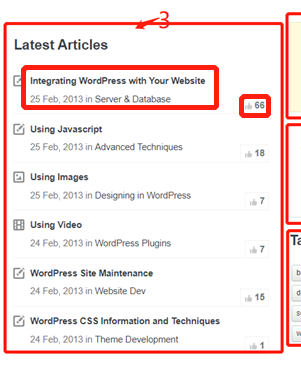 3
Latest Articles
Integrating WordPress with Your Website
25 Feb, 2013 in Server & Database
66
Using Javascript
25 Feb, 2013 in Advanced Techniques
18
Using Images
25 Feb, 2013 in Designing in WordPress
7
Using Video
24 Feb, 2013 in WordPress Plugins
7
WordPress Site Maintenance
24 Feb, 2013 in Website Dev
15
WordPress CSS Information and Techniques
24 Feb, 2013 in Theme Development
1